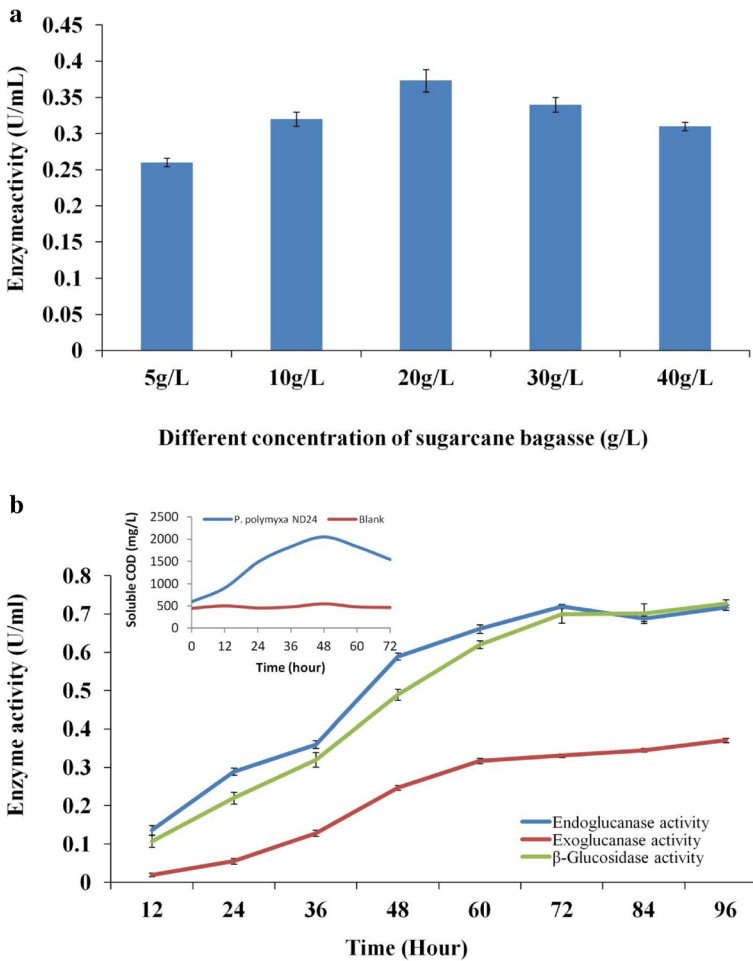 a
Enzymeactivity (U/mL)
0.45
0.4
0.35
0.3
0.25
0.2
0.15
0.1
0.05
0
5g/L 10g/L 20g/L 30g/L 40g/L
Different concentration of sugarcane bagasse (g/L)
b
P. polymyxa ND24 Blank
Soluble COD (mg/L)
2500
2000
1500
1000
500
0
0 12 24 36 48 60 72
Time (hour)
Enzyme activity (U/ml)
0.8
0.7
0.6
0.5
0.4
0.3
0.2
0.1
0
Endoglucanase activity
Exoglucanase activity
β-Glucosidase activity
12 24 36 48 60 72 84 96
Time (Hour)